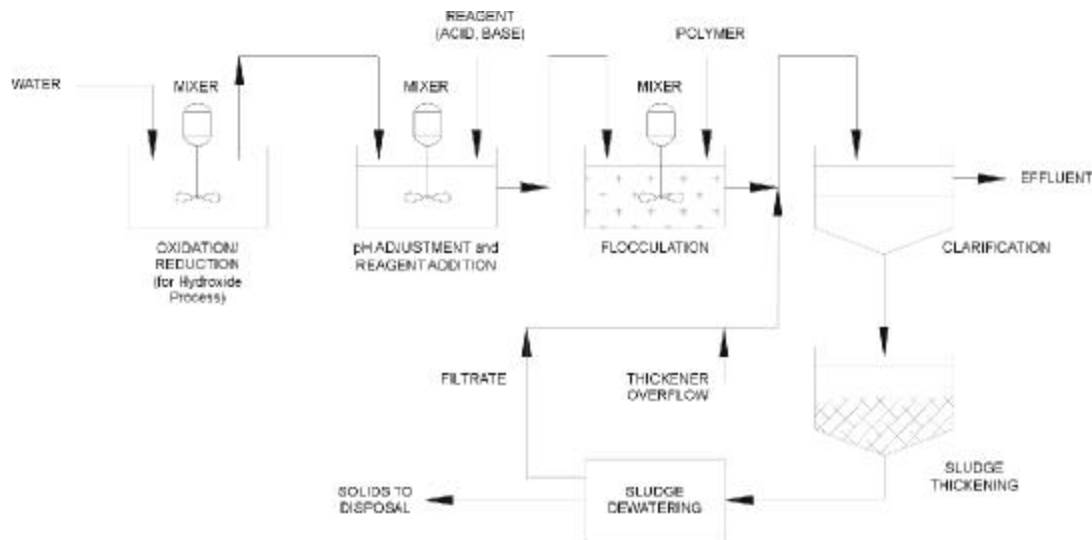 REAGENT
(ACID, BASE)
POLYMER
WATER
MIXER
MIXER
MIXER
EFFLUENT
OXIDATION/
REDUCTION
(for Hydroxide
Process)
pH ADJUSTMENT and
REAGENT ADDITION
FLOCCULATION
CLARIFICATION
FILTRATE
THICKENER
OVERFLOW
SLUDGE
THICKENING
SOLIDS TO
DISPOSAL
SLUDGE
DEWATERING